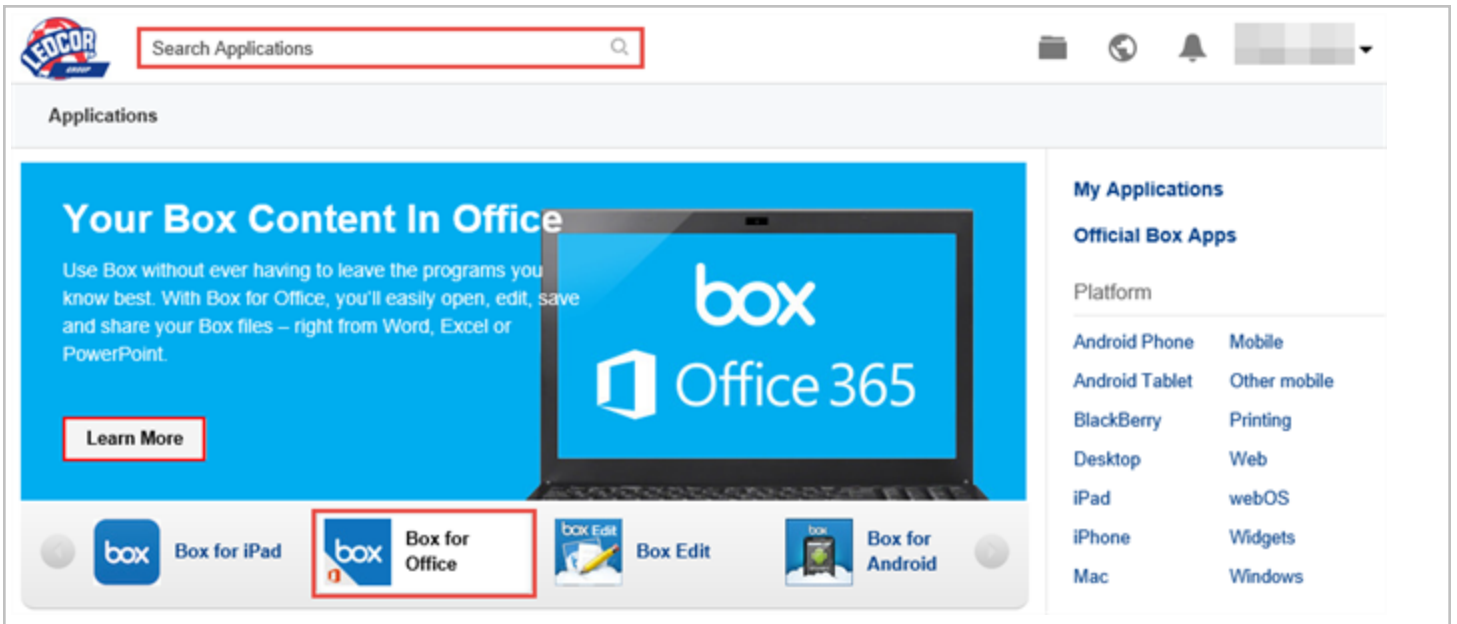 LEDCOR
GROUP
Search Applications
Applications
Your Box Content In Office
Use Box without ever having to leave the programs you
know best. With Box for Office, you'll easily open, edit, save
and share your Box files – right from Word, Excel or
PowerPoint.
Learn More
box
Office 365
box
Box for iPad
box
Box for
Office
box Edit
Box Edit
box
Box for
Android
My Applications
Official Box Apps
Platform
Android Phone Mobile
Android Tablet Other mobile
BlackBerry Printing
Desktop Web
iPad webOS
iPhone Widgets
Mac Windows